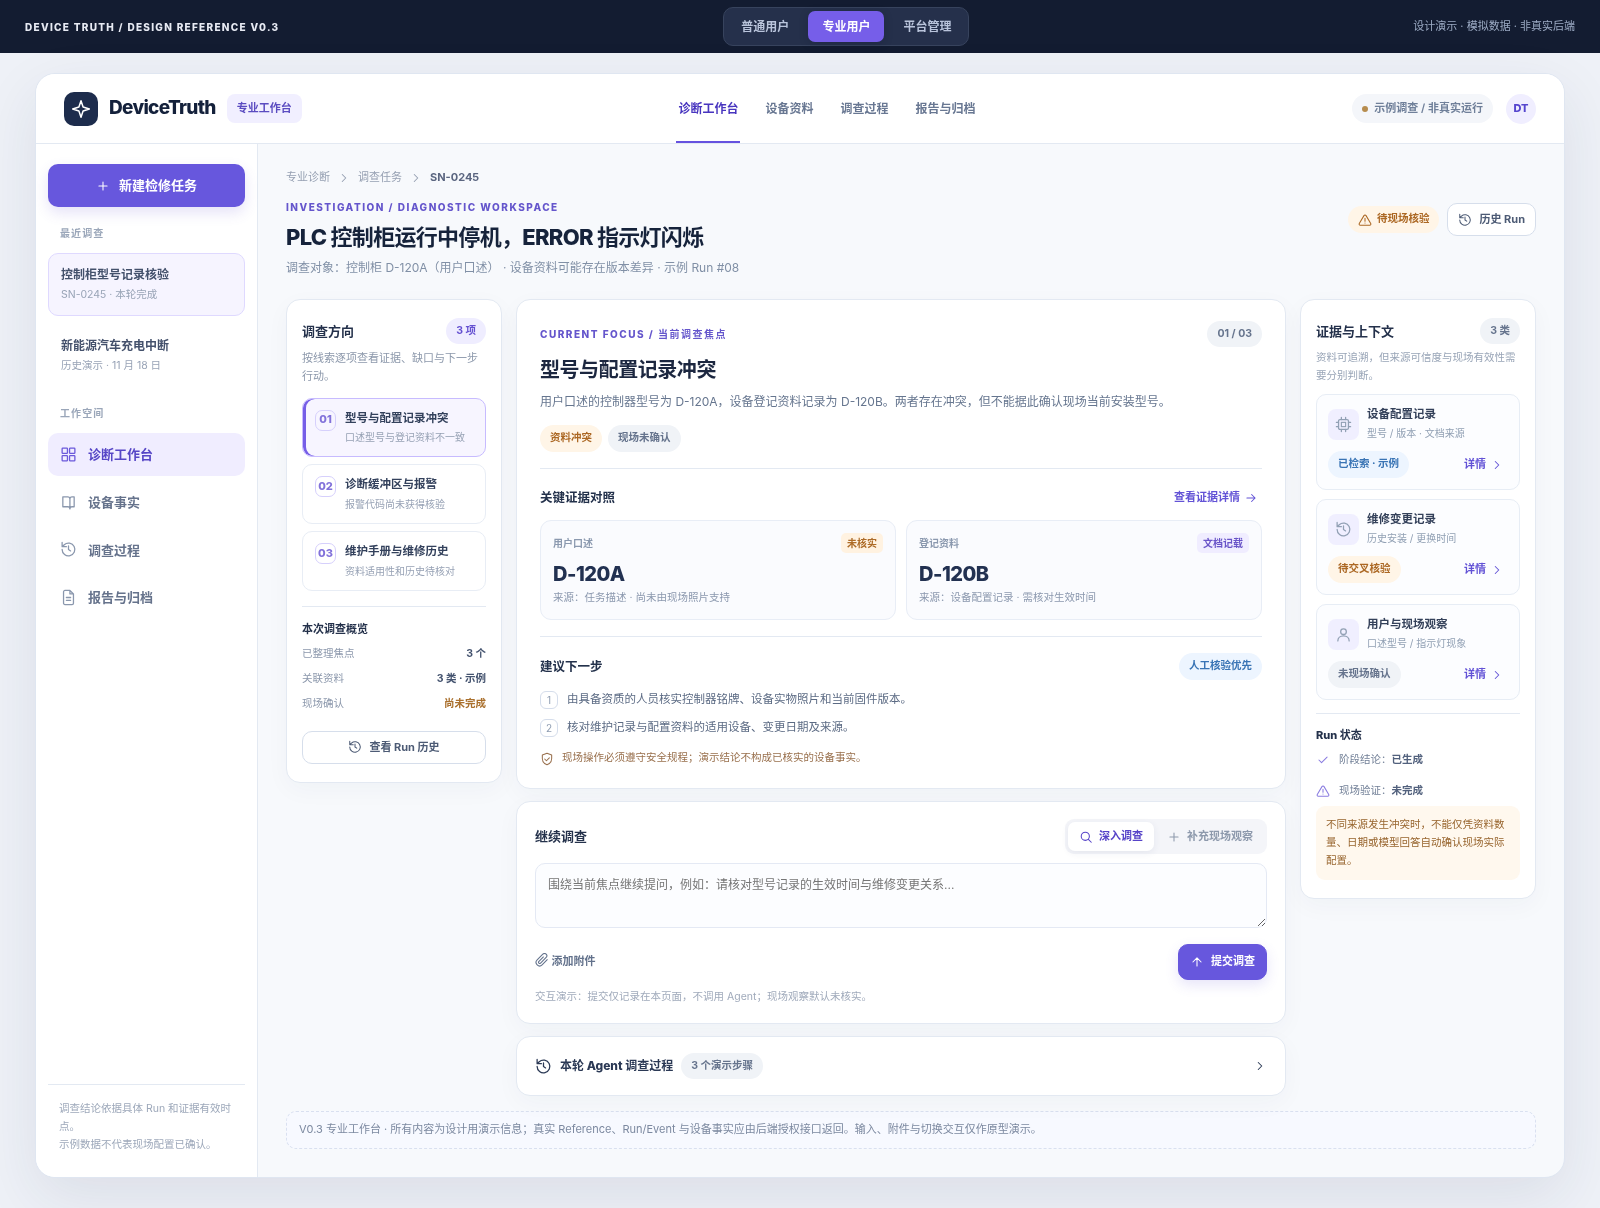 DEVICE TRUTH / DESIGN REFERENCE V0.3
普通用户
专业用户
平台管理
设计演示 · 模拟数据 · 非真实后端
DeviceTruth
专业工作台
诊断工作台
设备资料
调查过程
报告与归档
示例调查 / 非真实运行
DT
新建检修任务
最近调查
控制柜型号记录核验
SN-0245 · 本轮完成
新能源汽车充电中断
历史演示 · 11 月 18 日
工作空间
诊断工作台
设备事实
调查过程
报告与归档
调查结论依据具体 Run 和证据有效时
点。
示例数据不代表现场配置已确认。
专业诊断
调查任务
SN-0245
INVESTIGATION / DIAGNOSTIC WORKSPACE
PLC 控制柜运行中停机，ERROR 指示灯闪烁
调查对象：控制柜 D-120A（用户口述） · 设备资料可能存在版本差异 · 示例 Run #08
待现场核验
历史 Run
调查方向
3 项
按线索逐项查看证据、缺口与下一步
行动。
01
型号与配置记录冲突
口述型号与登记资料不一致
02
诊断缓冲区与报警
报警代码尚未获得核验
03
维护手册与维修历史
资料适用性和历史待核对
本次调查概览
已整理焦点
3 个
关联资料
3 类 · 示例
现场确认
尚未完成
查看 Run 历史
CURRENT FOCUS / 当前调查焦点
01 / 03
型号与配置记录冲突
用户口述的控制器型号为 D-120A，设备登记资料记录为 D-120B。两者存在冲突，但不能据此确认现场当前安装型号。
资料冲突
现场未确认
关键证据对照
查看证据详情
用户口述
未核实
D-120A
来源：任务描述 · 尚未由现场照片支持
登记资料
文档记载
D-120B
来源：设备配置记录 · 需核对生效时间
建议下一步
人工核验优先
1
由具备资质的人员核实控制器铭牌、设备实物照片和当前固件版本。
2
核对维护记录与配置资料的适用设备、变更日期及来源。
现场操作必须遵守安全规程；演示结论不构成已核实的设备事实。
继续调查
深入调查
补充现场观察
围绕当前焦点继续提问，例如：请核对型号记录的生效时间与维修变更关系...
添加附件
提交调查
交互演示：提交仅记录在本页面，不调用 Agent；现场观察默认未核实。
本轮 Agent 调查过程
3 个演示步骤
证据与上下文
3 类
资料可追溯，但来源可信度与现场有效性需
要分别判断。
设备配置记录
型号 / 版本 · 文档来源
已检索 · 示例
详情
维修变更记录
历史安装 / 更换时间
待交叉核验
详情
用户与现场观察
口述型号 / 指示灯现象
未现场确认
详情
Run 状态
阶段结论：已生成
现场验证：未完成
不同来源发生冲突时，不能仅凭资料数
量、日期或模型回答自动确认现场实际
配置。
V0.3 专业工作台 · 所有内容为设计用演示信息；真实 Reference、Run/Event 与设备事实应由后端授权接口返回。输入、附件与切换交互仅作原型演示。